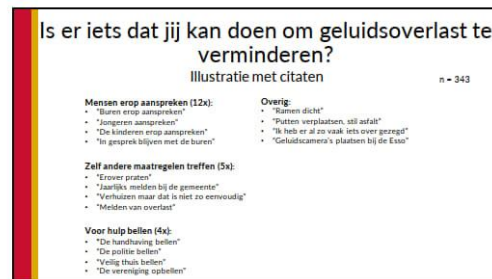 Is er iets dat jij kan doen om geluidsoverlast te
verminderen?
Illustratie met citaten
n = 343
Mensen erop aanspreken (12x):
• "Buren erop aanspreken"
• "Jongeren aanspreken"
• "De kinderen erop aanspreken"
• "In gesprek blijven met de buren"
Zelf andere maatregelen treffen (5x):
• "Erover praten"
• "Jaarlijks melden bij de gemeente"
• "Verhuizen maar dat is niet zo eenvoudig"
• "Melden van overlast"
Voor hulp bellen (4x):
• "De handhaving bellen"
• "De politie bellen"
• "Veilig thuis bellen"
• "De vereniging opbellen"
Overig:
• "Ramen dicht"
• "Putten verplaatsen, stil asfalt"
• "Ik heb er al zo vaak iets over gezegd"
• "Geluidscamera's plaatsen bij de Esso"